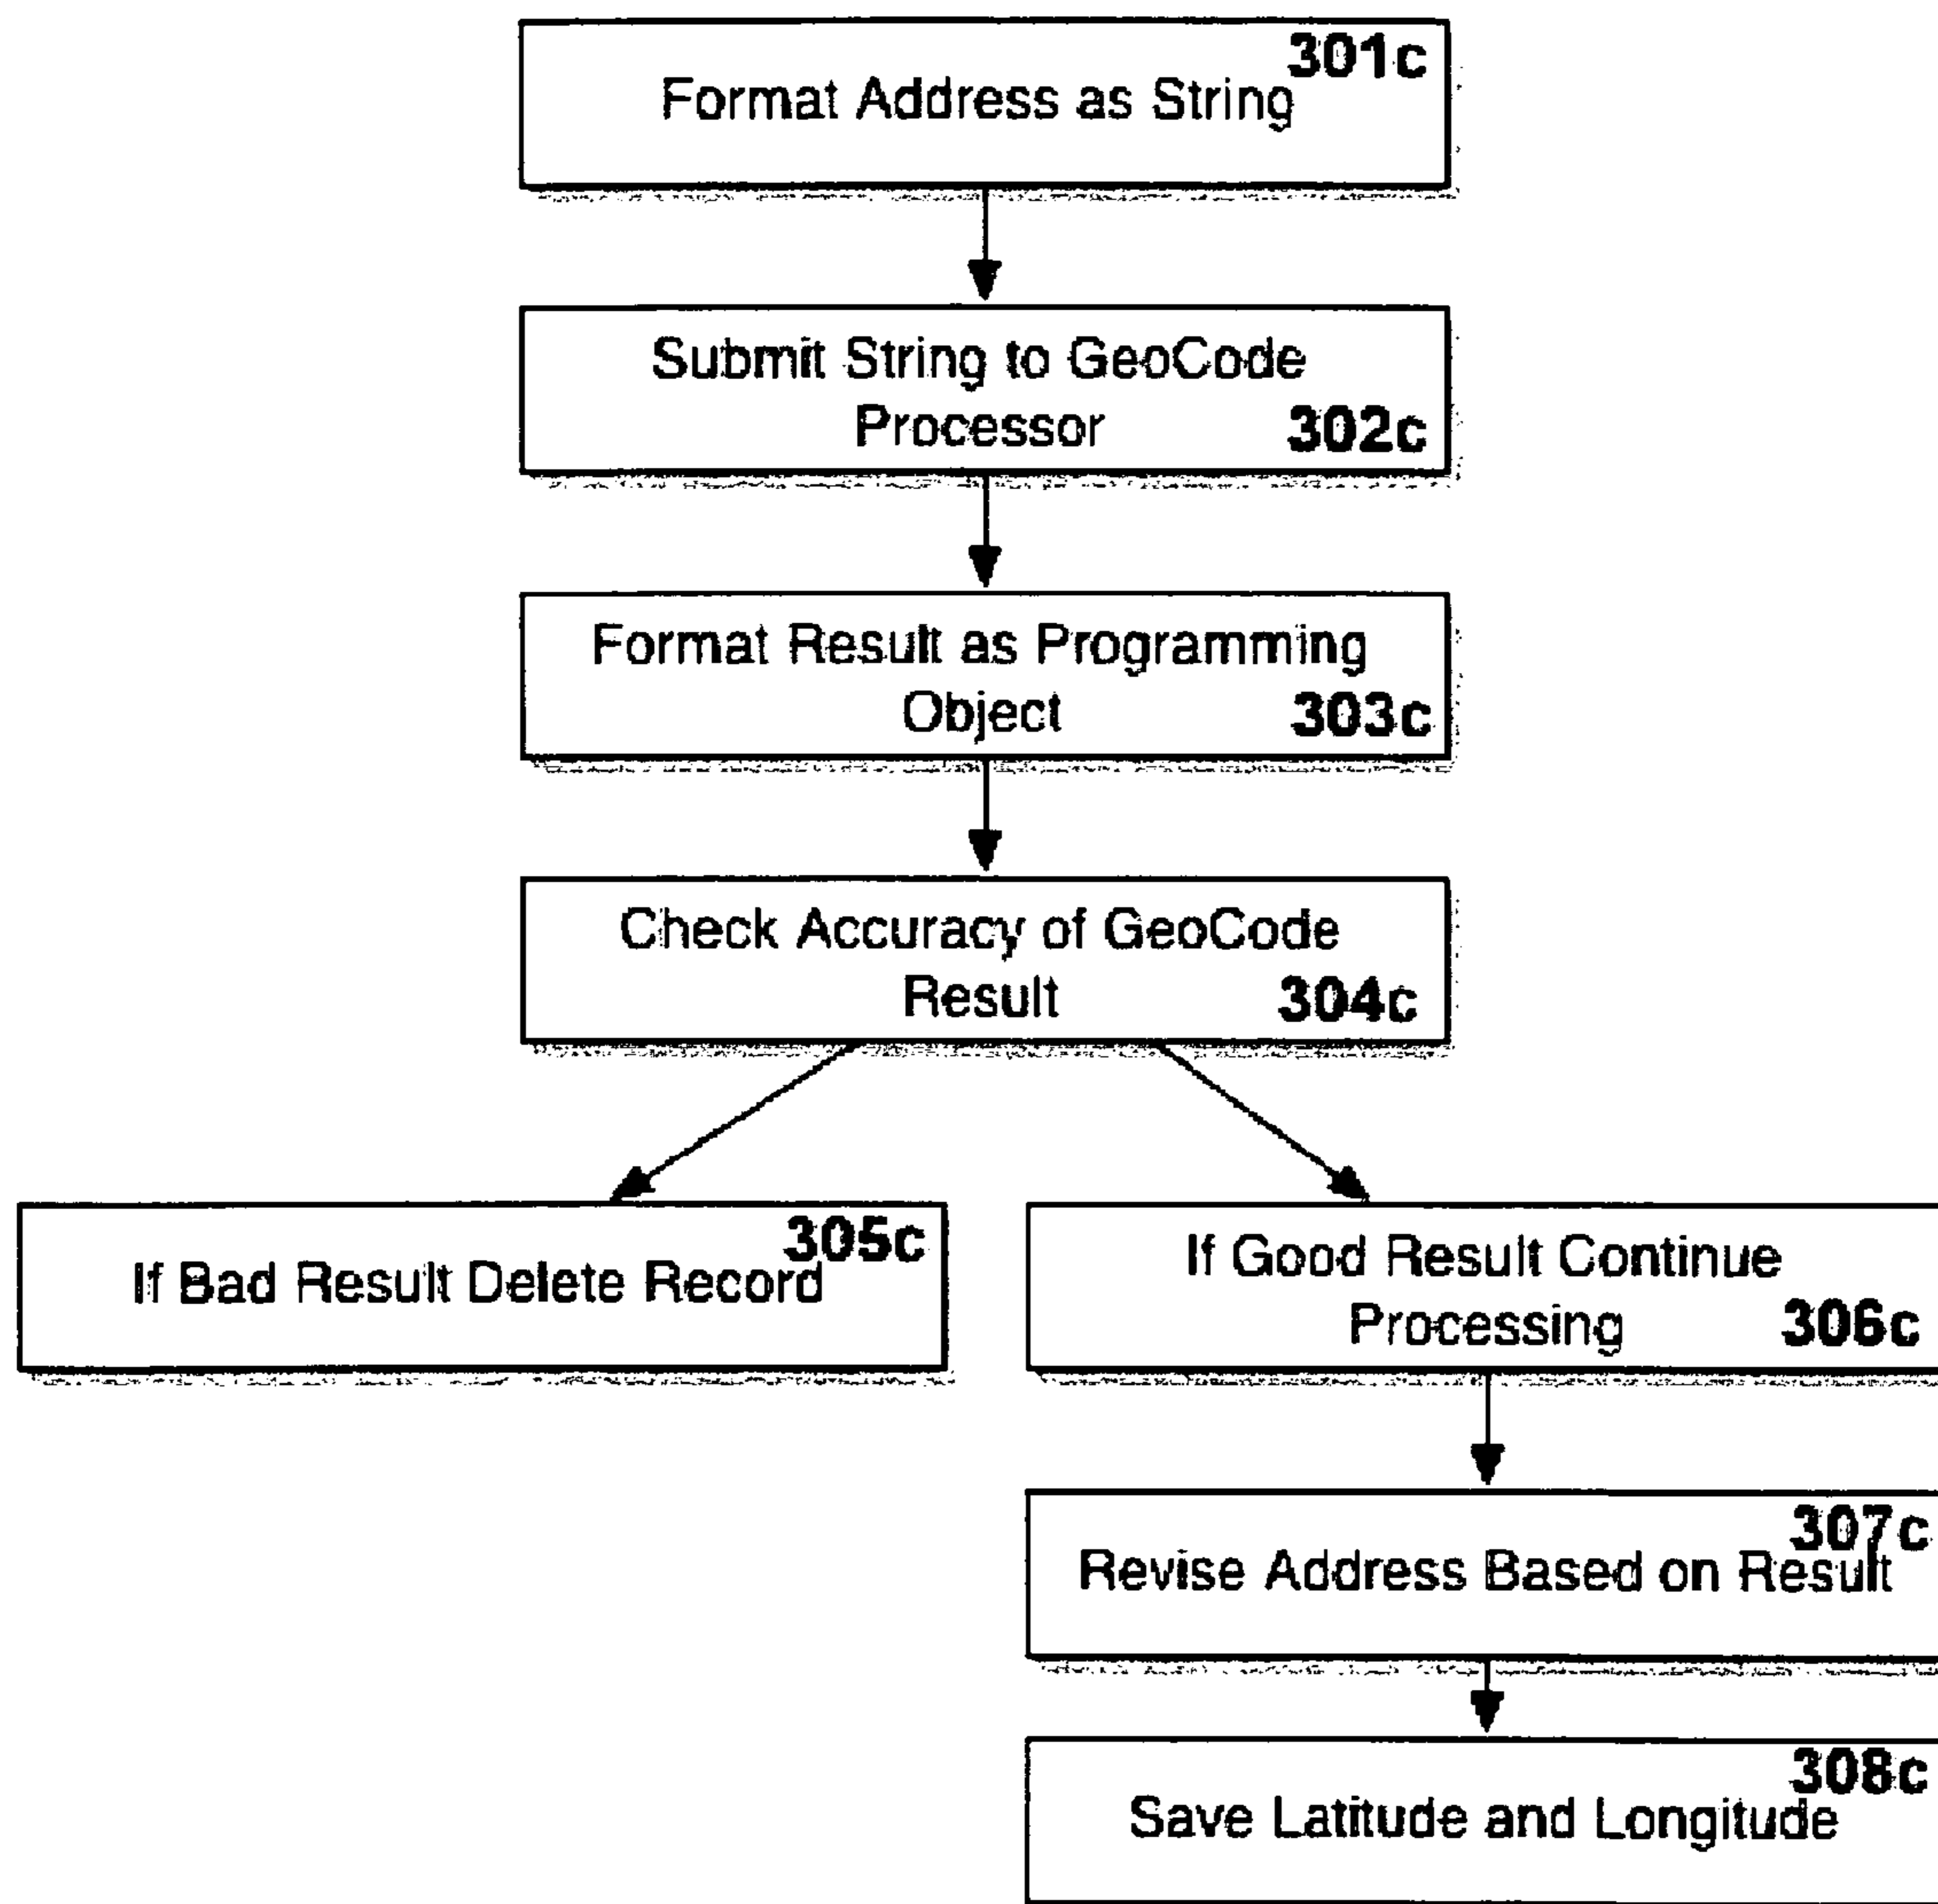 301c
Format Address as String
Submit String to GeoCode
Processor 302c
Format Result as Programming
Object 303c
Check Accuracy of GeoCode
Result 304c
305c
If Bad Result Delete Record
If Good Result Continue
Processing 306c
307c
Revise Address Based on Result
308c
Save Latitude and Longitude